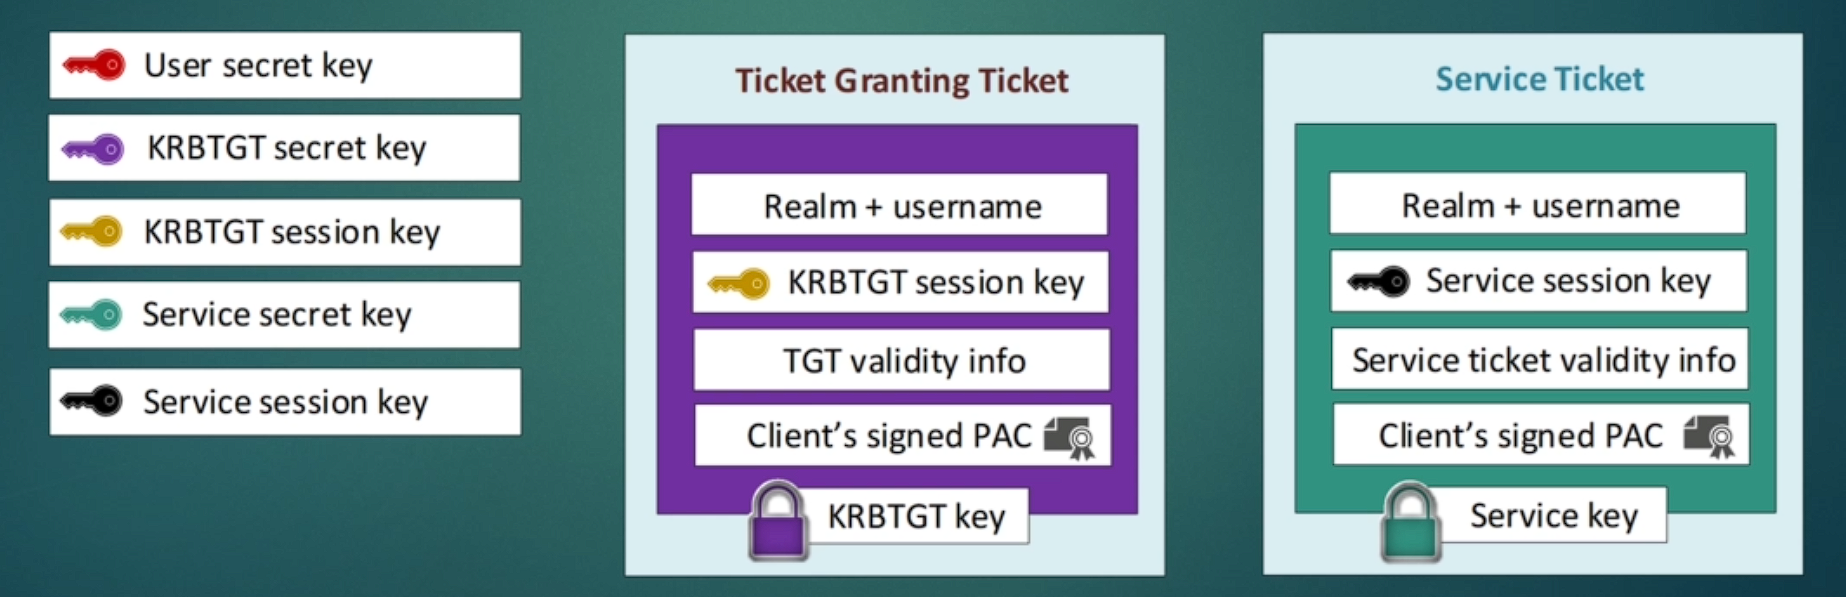 User secret key
KRBTGT secret key
KRBTGT session key
Service secret key
Service session key
Ticket Granting Ticket
Realm + username
KRBTGT session key
TGT validity info
Client’s signed PAC
KRBTGT key
Service Ticket
Realm + username
Service session key
Service ticket validity info
Client’s signed PAC
Service key